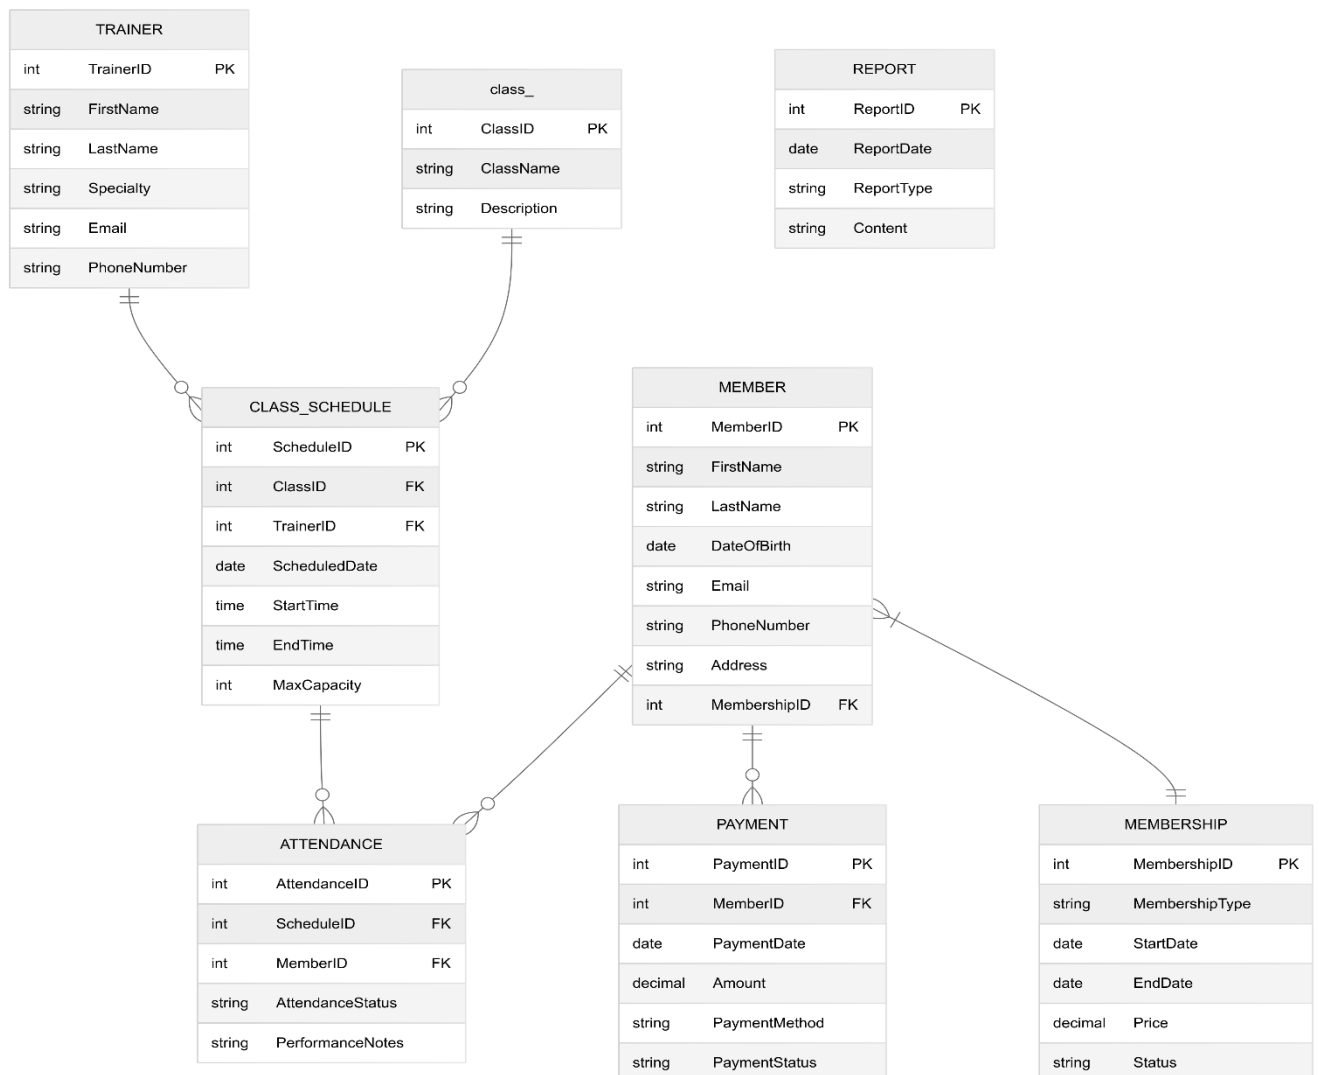 TRAINER
int TrainerID PK
string FirstName
string LastName
string Specialty
string Email
string PhoneNumber
class_
int ClassID PK
string ClassName
string Description
REPORT
int ReportID PK
date ReportDate
string ReportType
string Content
CLASS_SCHEDULE
int ScheduleID PK
int ClassID FK
int TrainerID FK
date ScheduledDate
time StartTime
time EndTime
int MaxCapacity
MEMBER
int MemberID PK
string FirstName
string LastName
date DateOfBirth
string Email
string PhoneNumber
string Address
int MembershipID FK
ATTENDANCE
int AttendanceID PK
int ScheduleID FK
int MemberID FK
string AttendanceStatus
string PerformanceNotes
PAYMENT
int PaymentID PK
int MemberID FK
date PaymentDate
decimal Amount
string PaymentMethod
string PaymentStatus
MEMBERSHIP
int MembershipID PK
string MembershipType
date StartDate
date EndDate
decimal Price
string Status